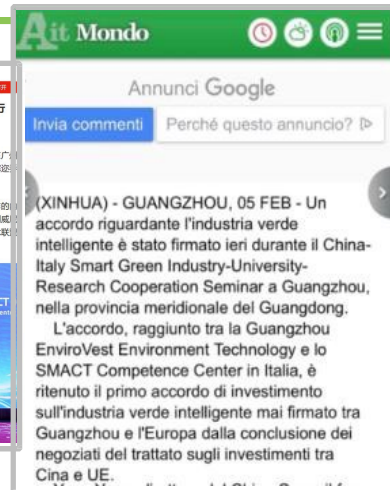 Ait Mondo
Annunci Google
Invia commenti
Perché questo annuncio?
(XINHUA) - GUANGZHOU, 05 FEB - Un
accordo riguardante l'industria verde
intelligente è stato firmato ieri durante il China-
Italy Smart Green Industry-University-
Research Cooperation Seminar a Guangzhou,
nella provincia meridionale del Guangdong.
L'accordo, raggiunto tra la Guangzhou
EnviroVest Environment Technology e lo
SMACT Competence Center in Italia, è
ritenuto il primo accordo di investimento
sull'industria verde intelligente mai firmato tra
Guangzhou e l'Europa dalla conclusione dei
negoziati del trattato sugli investimenti tra
Cina e UE.